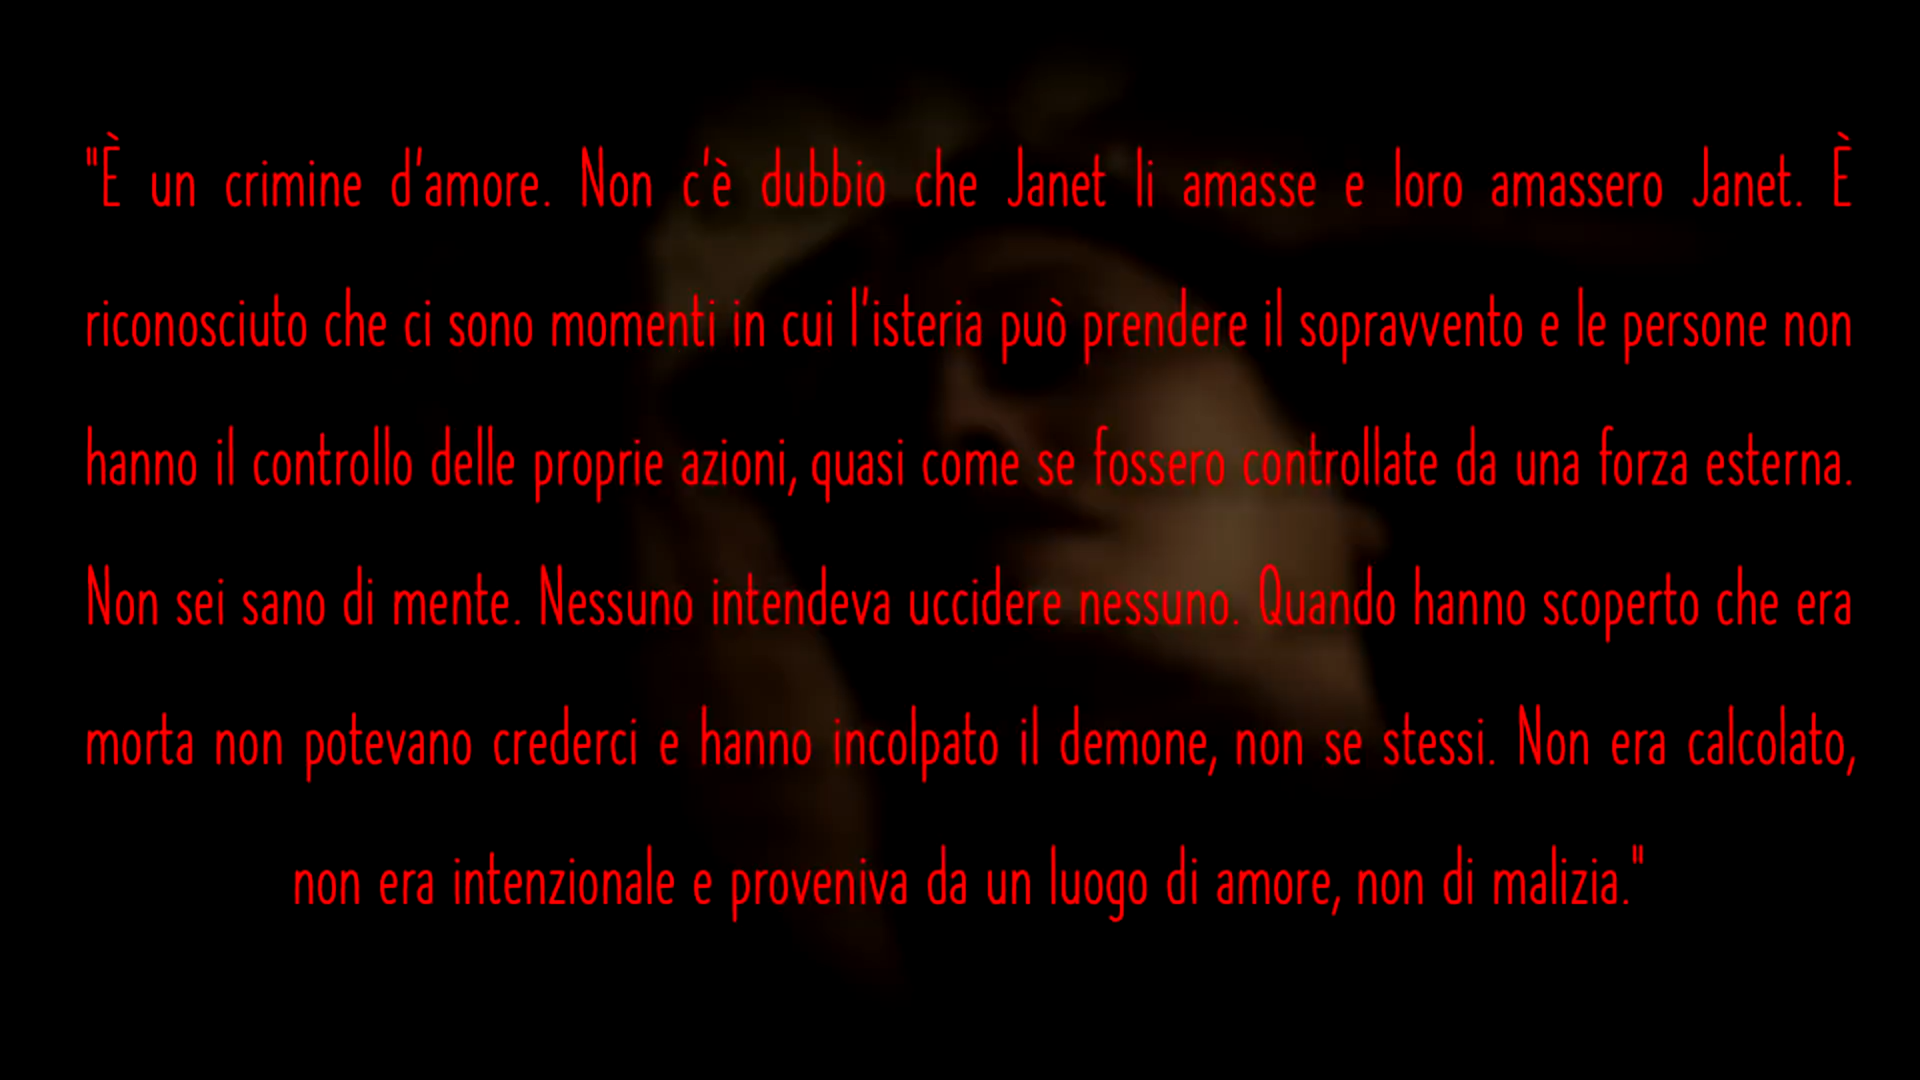 "È un crimine d'amore. Non c'è dubbio che Janet li amasse e loro amassero Janet. È
riconosciuto che ci sono momenti in cui l'isteria può prendere il sopravvento e le persone non
hanno il controllo delle proprie azioni, quasi come se fossero controllate da una forza esterna.
Non sei sano di mente. Nessuno intendeva uccidere nessuno. Quando hanno scoperto che era
morta non potevano crederci e hanno incolpato il demone, non se stessi. Non era calcolato,
non era intenzionale e proveniva da un luogo di amore, non di malizia."